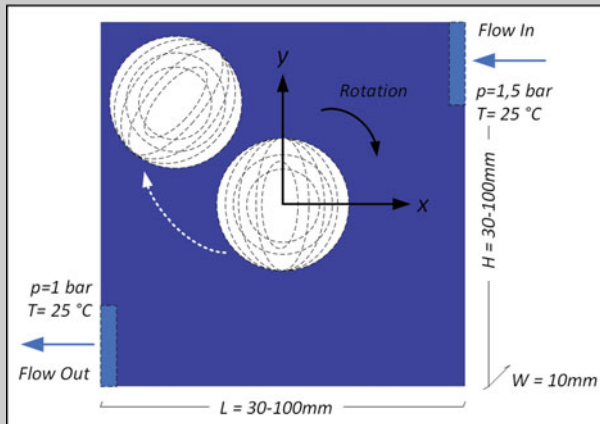 Flow In
p=1,5 bar
T= 25 °C
y
Rotation
x
H = 30-100mm
p=1 bar
T= 25 °C
Flow Out
W = 10mm
L = 30-100mm